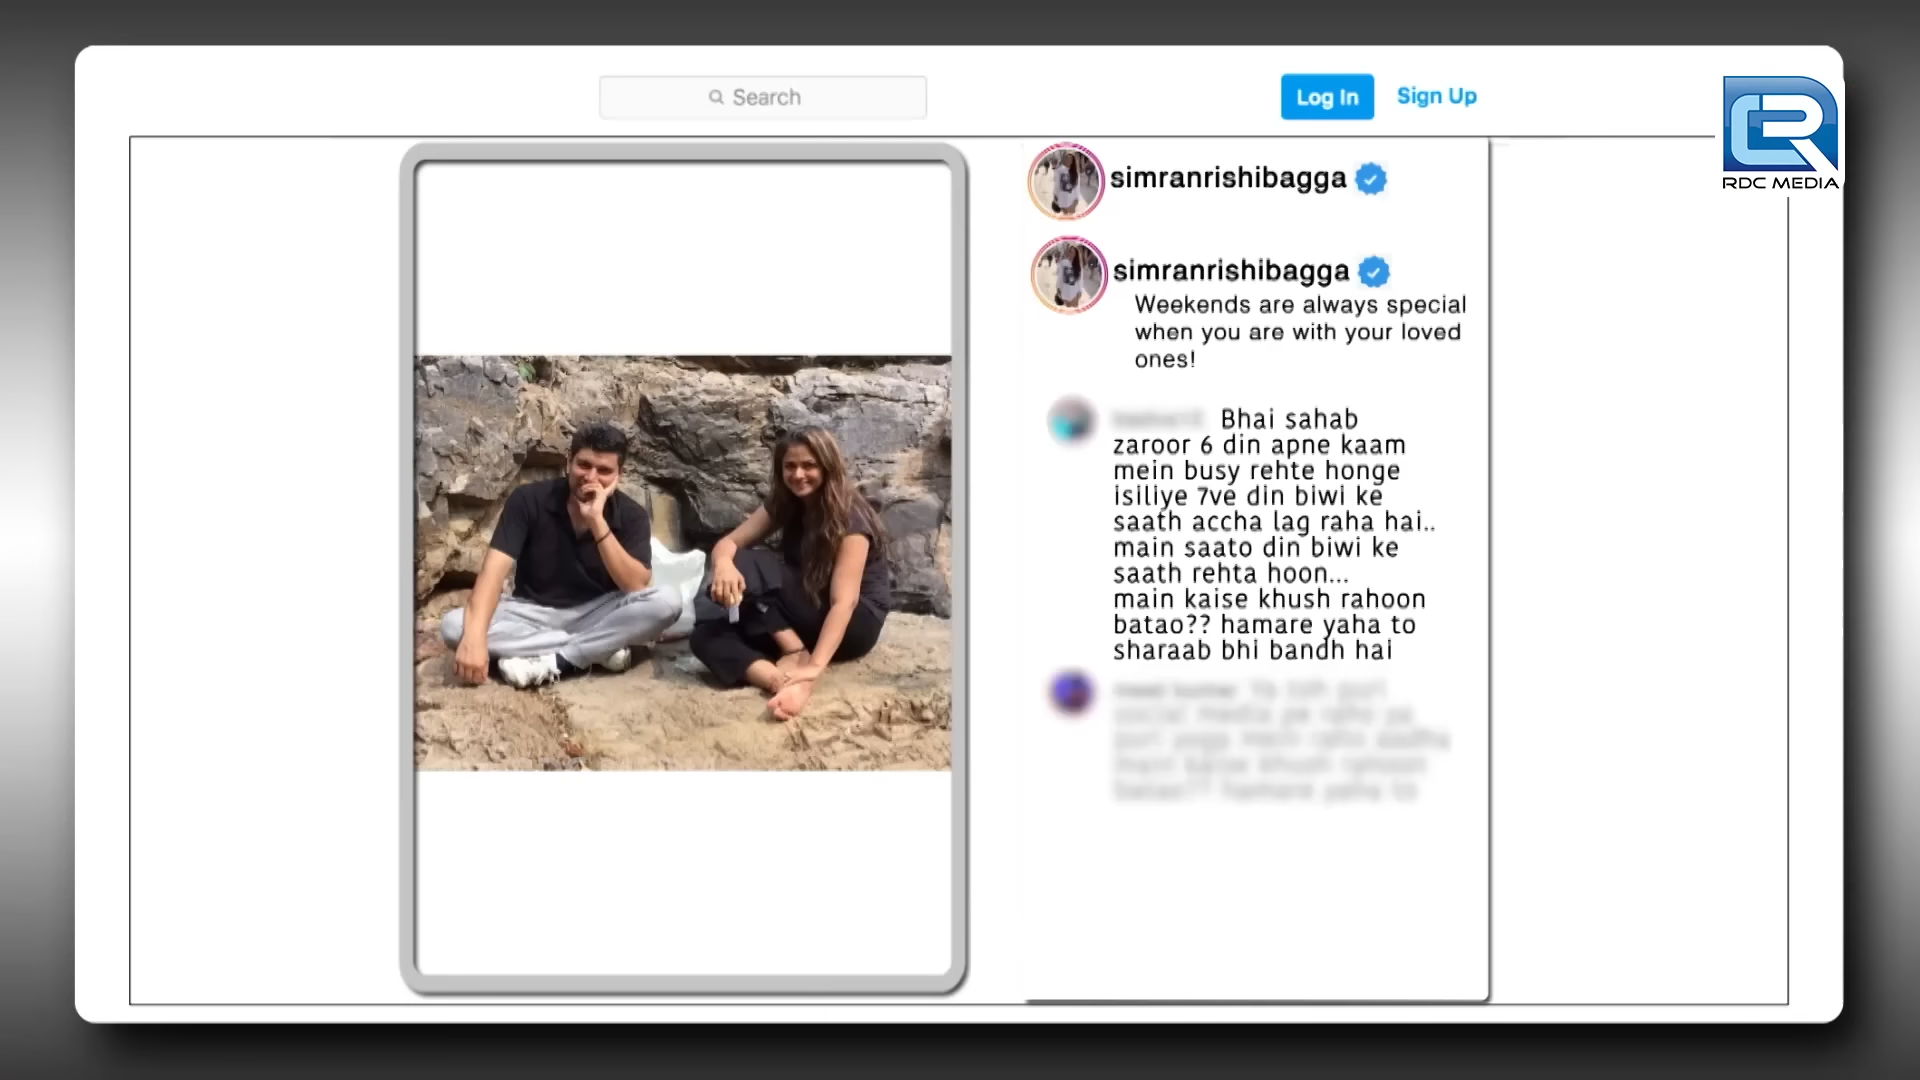 Search
Log In
Sign Up
RDC MEDIA
simranrishibagga
simranrishibagga
Weekends are always special
when you are with your loved
ones!
Bhai sahab
zaroor 6 din apne kaam
mein busy rehte honge
isiliye 7ve din biwi ke
saath accha lag raha hai..
main saato din biwi ke
saath rehta hoon...
main kaise khush rahoon
batao?? hamare yaha to
sharaab bhi bandh hai